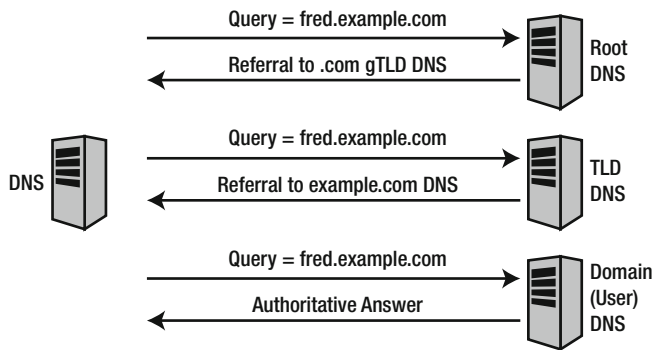 Query = fred.example.com
Referral to .com gTLD DNS
Root
DNS
DNS
Query = fred.example.com
Referral to example.com DNS
TLD
DNS
Query = fred.example.com
Authoritative Answer
Domain
(User)
DNS